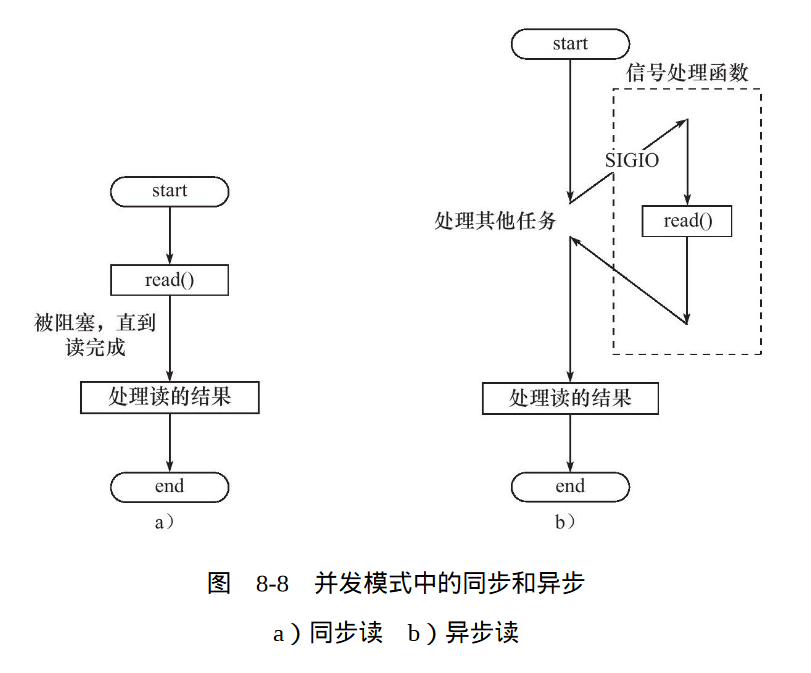 start
read()
被阻塞，直到
读完成
处理读的结果
end
a）
start
信号处理函数
SIGIO
处理其他任务
read()
处理读的结果
end
b）
图 8-8 并发模式中的同步和异步
a）同步读 b）异步读